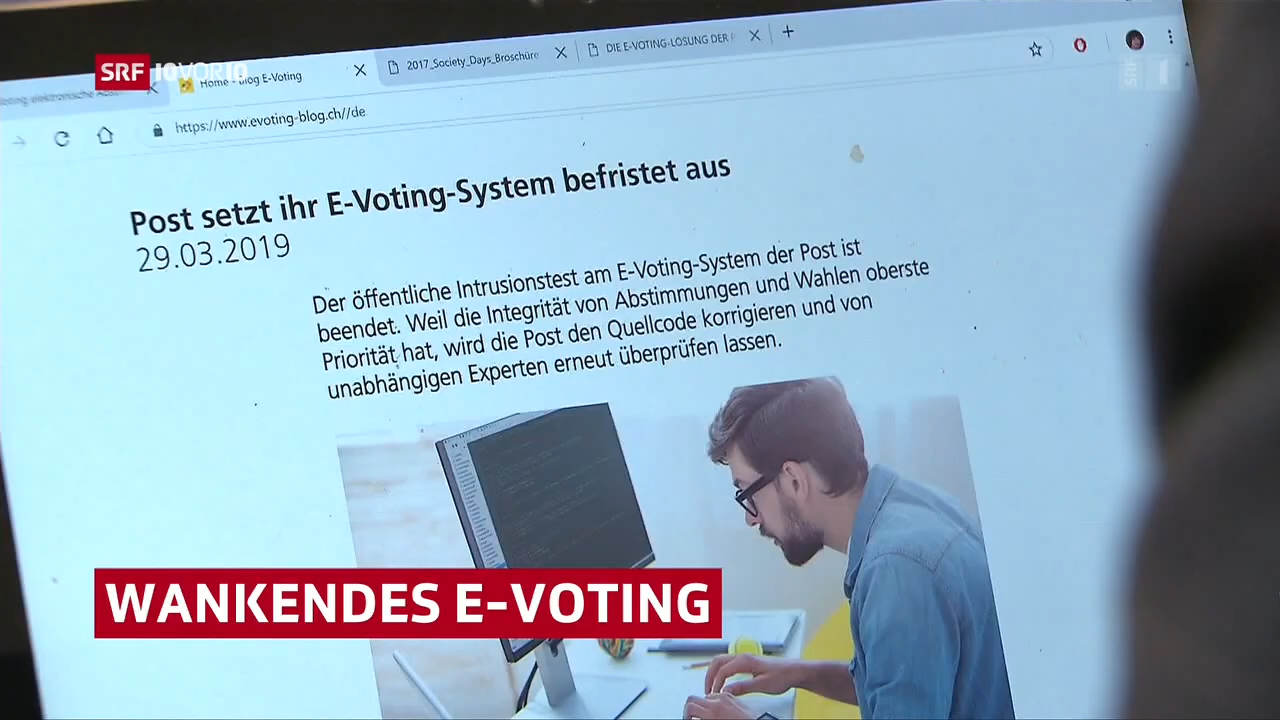 SRF 10VOR10
SRF 1
Home - Blog E-Voting
2017_Society_Days_Broschüre
DIE E-VOTING-LÖSUNG DER
https://www.evoting-blog.ch//de
Post setzt ihr E-Voting-System befristet aus
29.03.2019
Der öffentliche Intrusionstest am E-Voting-System der Post ist
beendet. Weil die Integrität von Abstimmungen und Wahlen oberste
Priorität hat, wird die Post den Quellcode korrigieren und von
unabhängigen Experten erneut überprüfen lassen.
WANKENDES E-VOTING